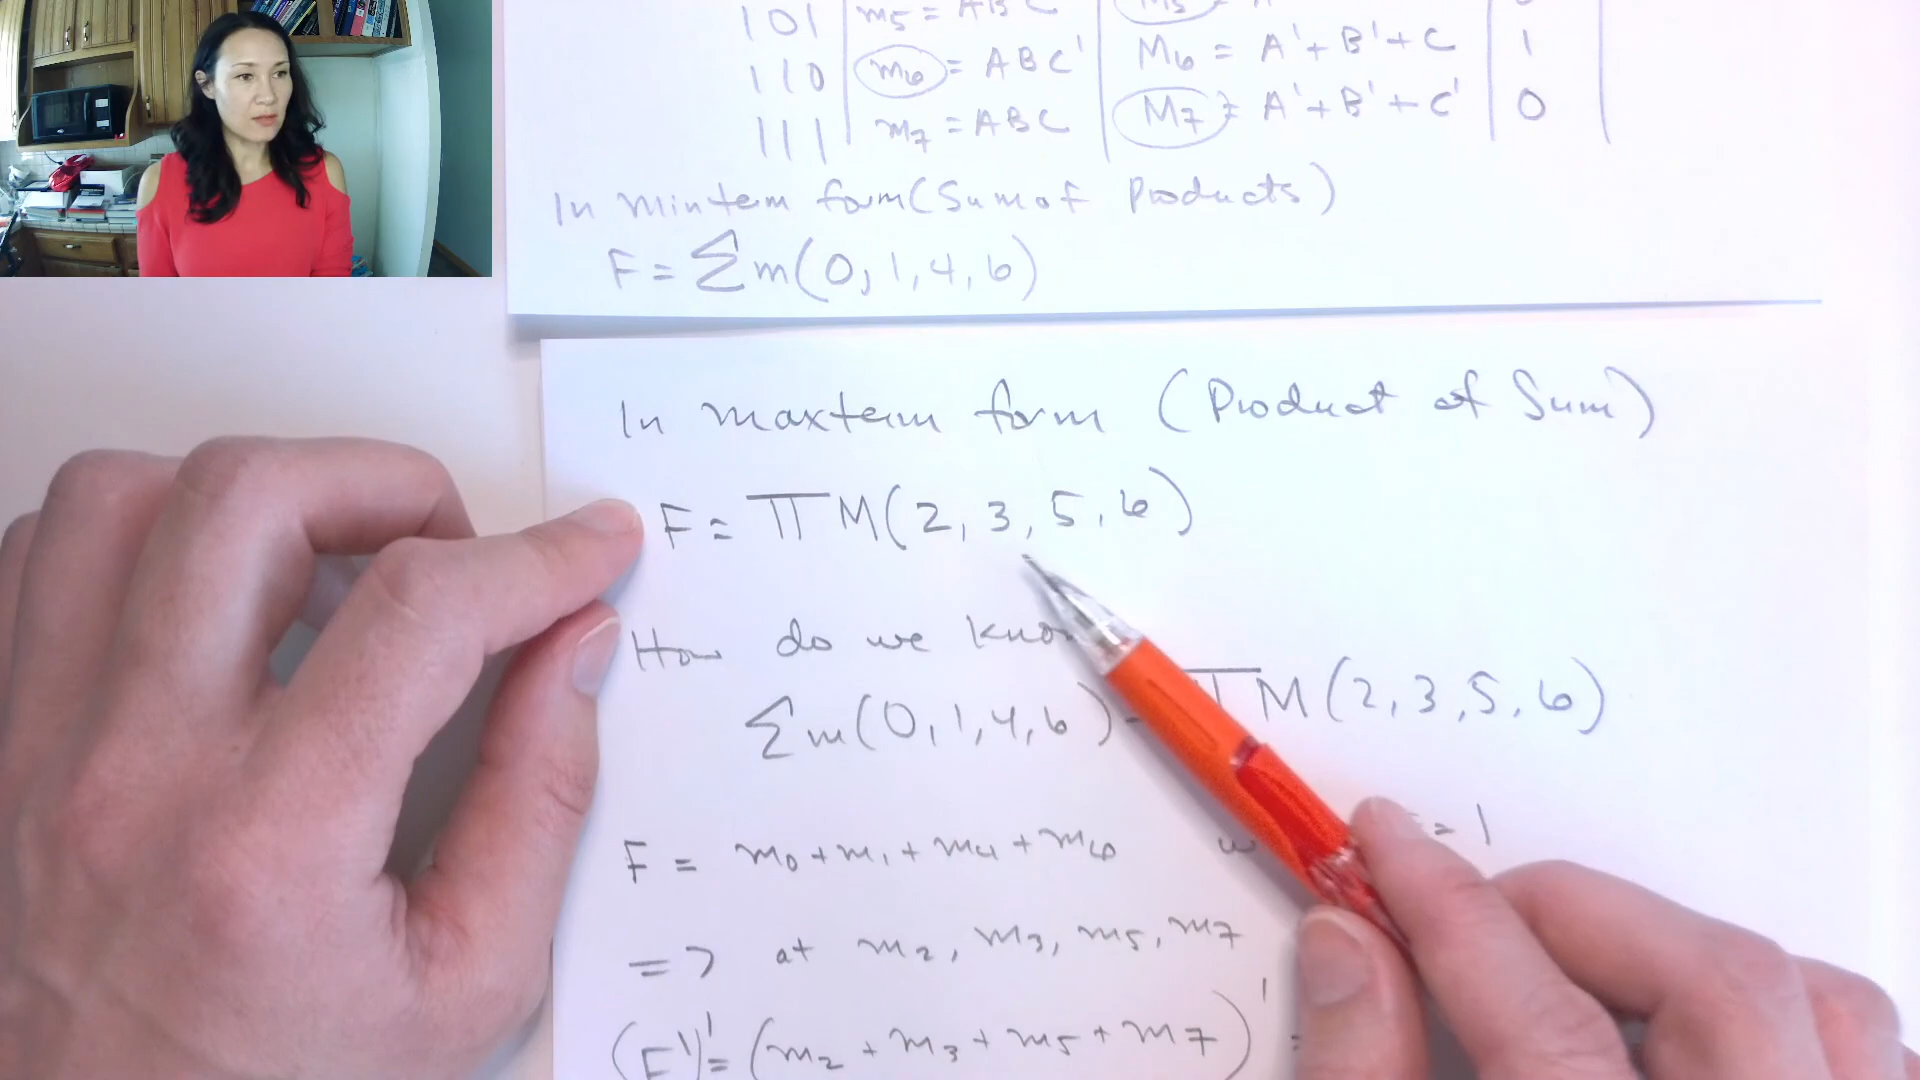 101 m5 = AB'C M5 = A
110 m6 = ABC' M6 = A'+B'+C 1
111 m7 = ABC M7 = A'+B'+C' 0
In Mintem form (Sum of Products)
F = Σm(0,1,4,6)
In maxterm form (Product of Sum)
F = ΠM(2,3,5,6)
How do we know
Σm(0,1,4,6) = ΠM(2,3,5,6)
F = m0+m1+m4+m6 = 1
=> at m2, m3, m5, m7
(F')' = (m2+m3+m5+m7)' =